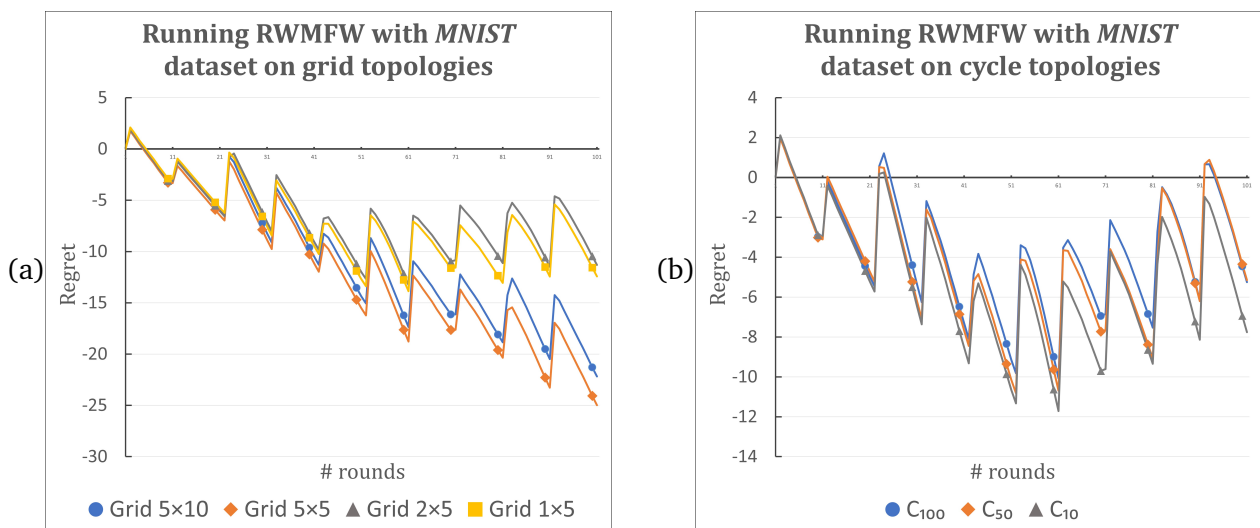 (a)
Running RWMFW with MNIST
dataset on grid topologies
Regret
5
0
-5
-10
-15
-20
-25
-30
1 11 21 31 41 51 61 71 81 91 101
# rounds
Grid 5×10 Grid 5×5 Grid 2×5 Grid 1×5
(b)
Running RWMFW with MNIST
dataset on cycle topologies
Regret
4
2
0
-2
-4
-6
-8
-10
-12
-14
1 11 21 31 41 51 61 71 81 91 101
# rounds
C₁₀₀ C₅₀ C₁₀